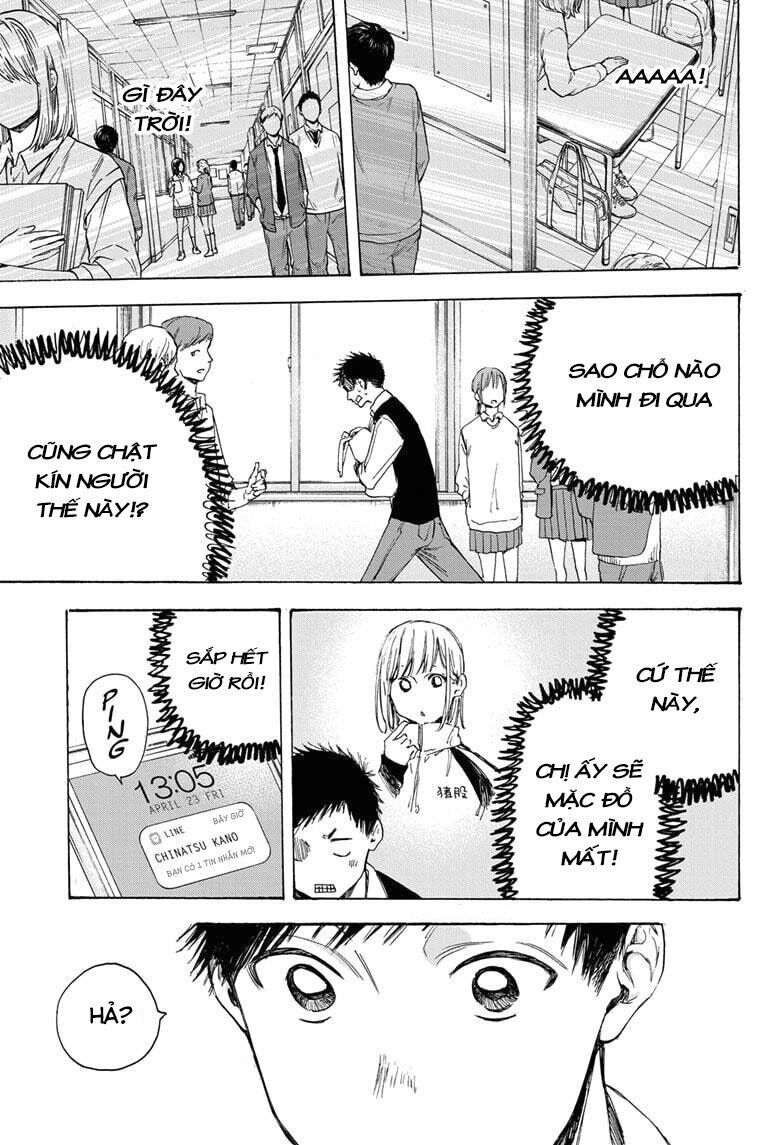 AAAAA!
GÌ ĐÂY
TRỜI!
SAO CHỖ NÀO
MÌNH ĐI QUA
CŨNG CHẬT
KÍN NGƯỜI
THẾ NÀY!?
CỨ THẾ
NÀY,
CHỊ ẤY SẼ
MẶC ĐỒ
CỦA MÌNH
MẤT!
猪股
SẮP HẾT
GIỜ RỒI!
PING
13:05
APRIL 23 FRI
LINE BÂY GIỜ
CHINATSU KANO
BẠN CÓ 1 TIN NHẮN MỚI
HẢ?